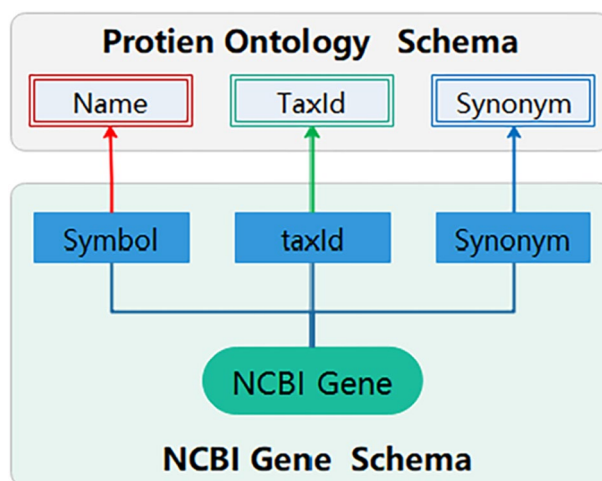 Protien Ontology Schema
Name TaxId Synonym
Symbol taxId Synonym
NCBI Gene
NCBI Gene Schema